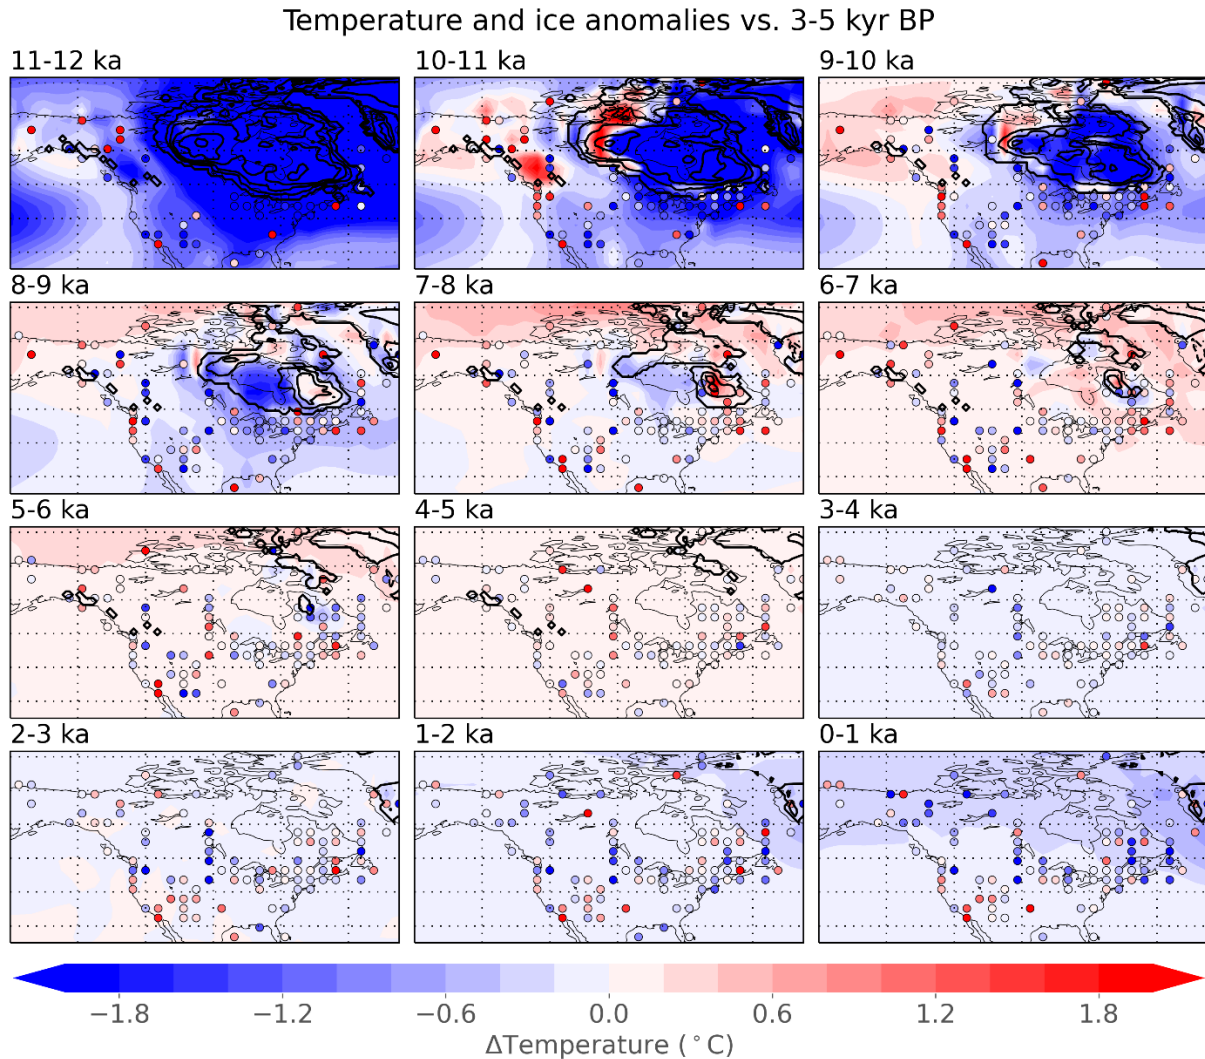 Temperature and ice anomalies vs. 3-5 kyr BP
11-12 ka
10-11 ka
9-10 ka
8-9 ka
7-8 ka
6-7 ka
5-6 ka
4-5 ka
3-4 ka
2-3 ka
1-2 ka
0-1 ka
−1.8 −1.2 −0.6 0.0 0.6 1.2 1.8
ΔTemperature (°C)